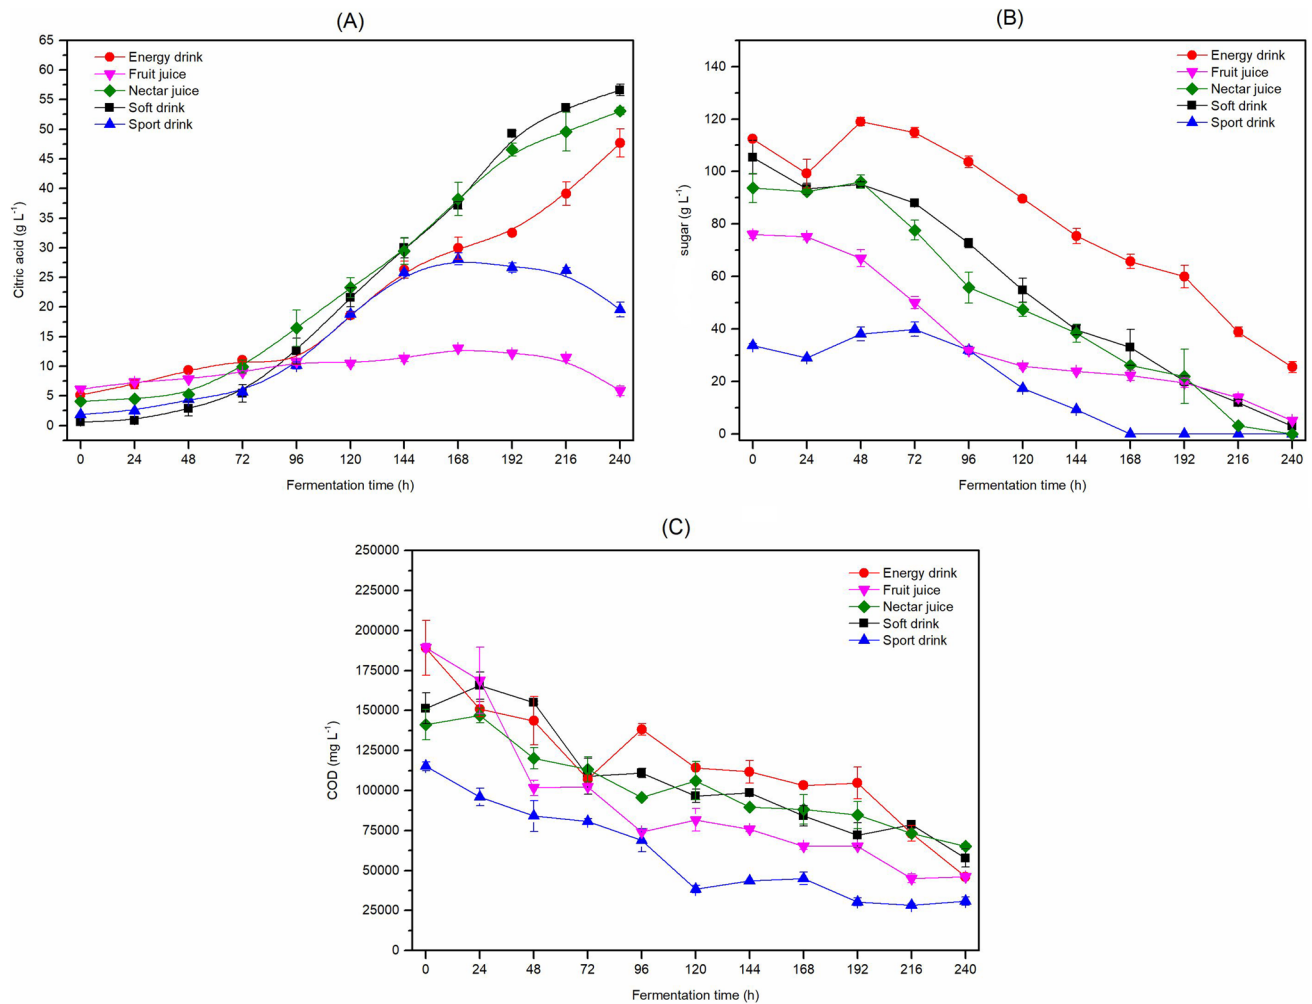 (A)
65
60
55
50
45
40
35
30
25
20
15
10
5
0
Citric acid (g L⁻¹)
Energy drink
Fruit juice
Nectar juice
Soft drink
Sport drink
0 24 48 72 96 120 144 168 192 216 240
Fermentation time (h)
(B)
140
120
100
80
60
40
20
0
sugar (g L⁻¹)
Energy drink
Fruit juice
Nectar juice
Soft drink
Sport drink
0 24 48 72 96 120 144 168 192 216 240
Fermentation time (h)
(C)
250000
225000
200000
175000
150000
125000
100000
75000
50000
25000
0
COD (mg L⁻¹)
Energy drink
Fruit juice
Nectar juice
Soft drink
Sport drink
0 24 48 72 96 120 144 168 192 216 240
Fermentation time (h)